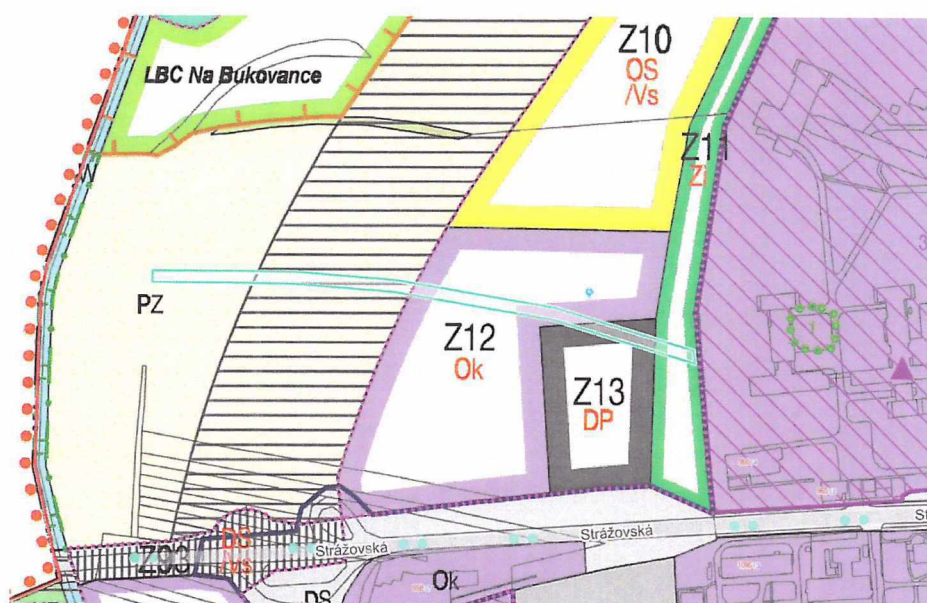 LBC Na Bukovance
Z10
OS
/Vs
Z11
ZI
PZ
Z12
Ok
Z13
DP
DS
/Vs
Strážovská
Strážovská
St
Ok
DS